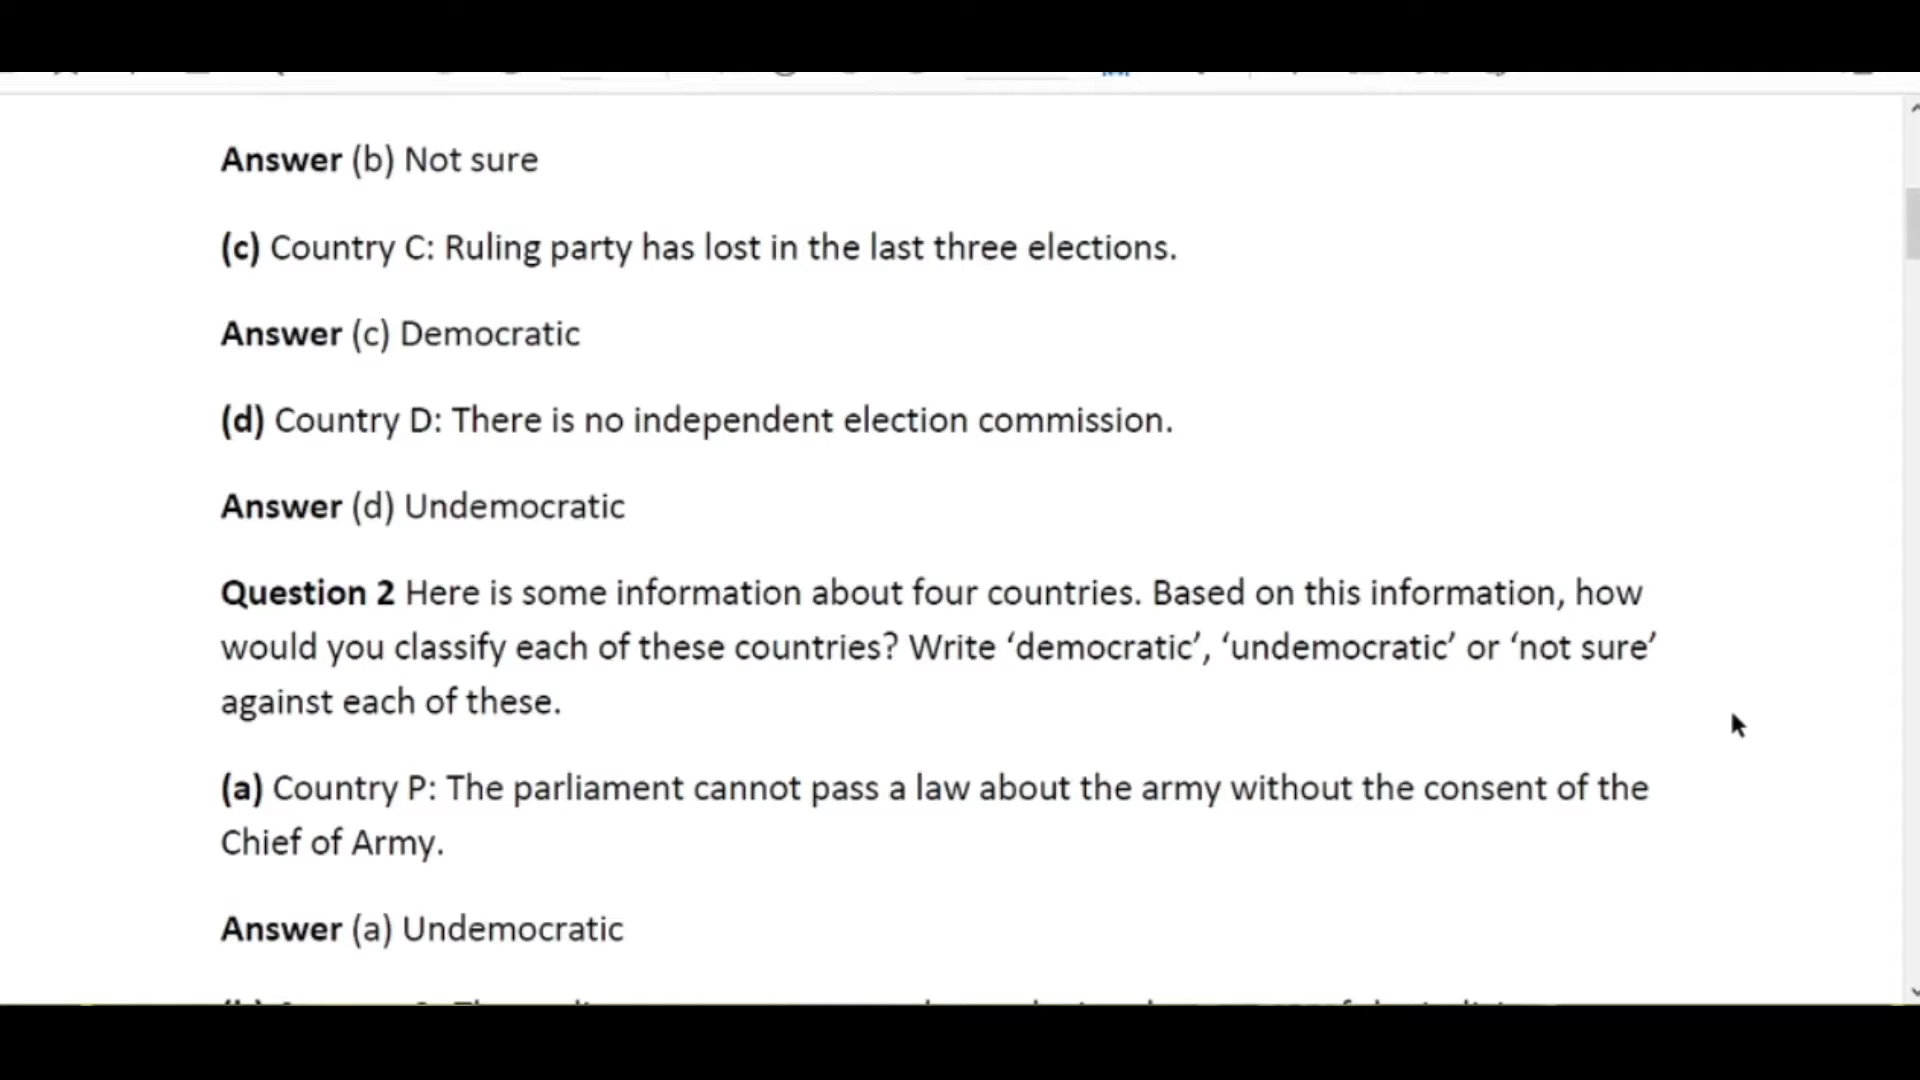 Answer (b) Not sure
(c) Country C: Ruling party has lost in the last three elections.
Answer (c) Democratic
(d) Country D: There is no independent election commission.
Answer (d) Undemocratic
Question 2 Here is some information about four countries. Based on this information, how
would you classify each of these countries? Write ‘democratic’, ‘undemocratic’ or ‘not sure’
against each of these.
(a) Country P: The parliament cannot pass a law about the army without the consent of the
Chief of Army.
Answer (a) Undemocratic